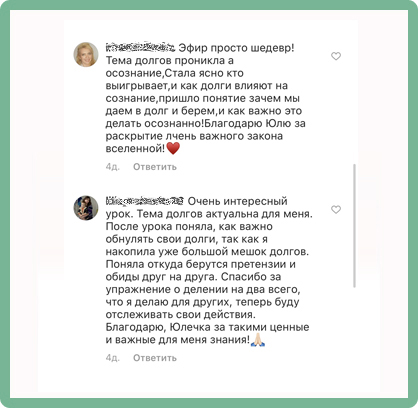 Эфир просто шедевр!
Тема долгов проникла а
осознание,Стала ясно кто
выигрывает,и как долги влияют на
сознание,пришло понятие зачем мы
даем в долг и берем,и как важно это
делать осознанно!Благодарю Юлю за
раскрытие лчень важного закона
вселенной!♥️
4д. Ответить
Очень интересный
урок. Тема долгов актуальна для меня.
После урока поняла, как важно
обнулять свои долги, так как я
накопила уже большой мешок долгов.
Поняла откуда берутся претензии и
обиды друг на друга. Спасибо за
упражнение о делении на два всего,
что я делаю для других, теперь буду
отслеживать свои действия.
Благодарю, Юлечка за такими ценные
и важные для меня знания!🙏🏻
4д. Ответить